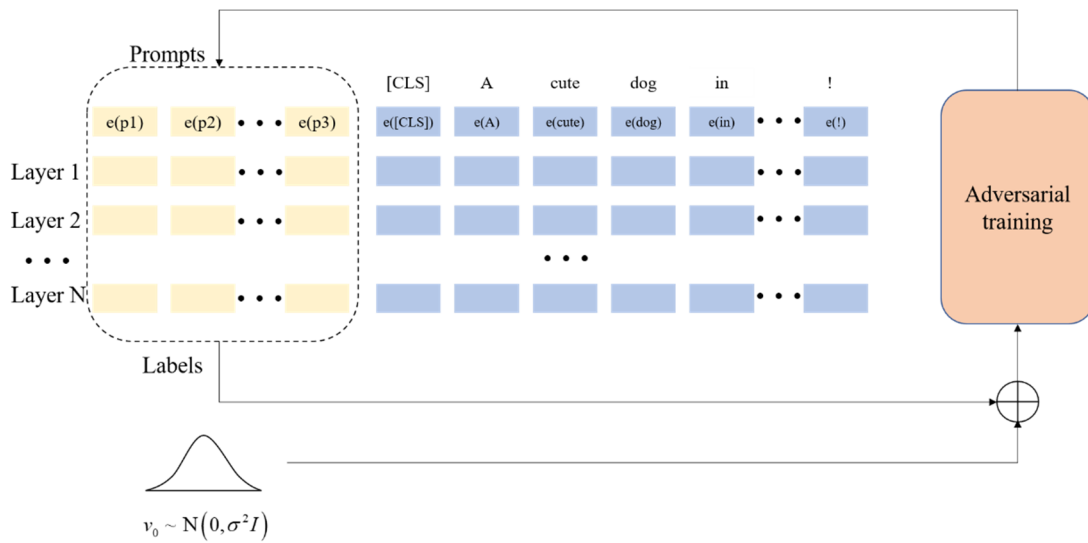 Prompts
[CLS] A cute dog in !
e(p1) e(p2) • • • e(p3) e([CLS]) e(A) e(cute) e(dog) e(in) • • • e(!)
Layer 1 • • • • • •
Layer 2 • • • • • •
• • • • • •
Layer N • • • • • •
Adversarial
training
Labels
v₀ ~ N(0, σ²I)